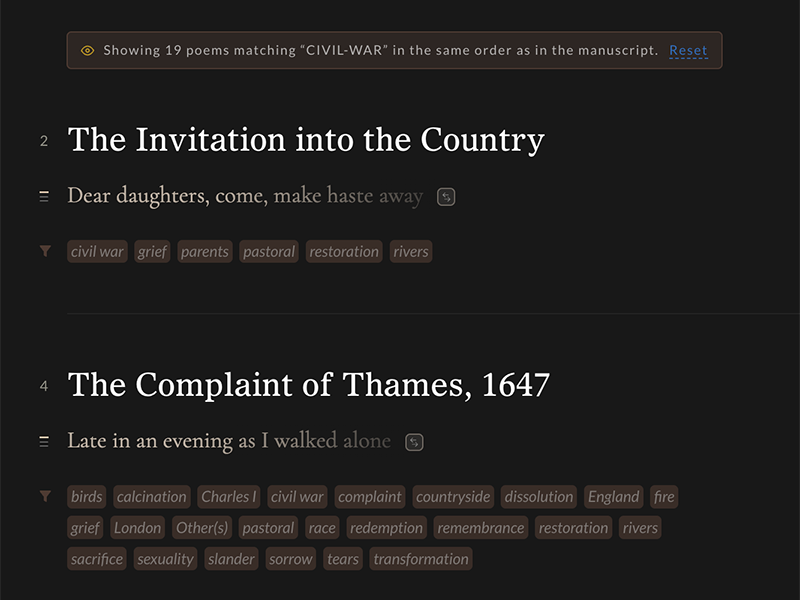 Showing 19 poems matching “CIVIL-WAR” in the same order as in the manuscript. Reset
2 The Invitation into the Country
Dear daughters, come, make haste away
civil war grief parents pastoral restoration rivers
4 The Complaint of Thames, 1647
Late in an evening as I walked alone
birds calcination Charles I civil war complaint countryside dissolution England fire
grief London Other(s) pastoral race redemption remembrance restoration rivers
sacrifice sexuality slander sorrow tears transformation